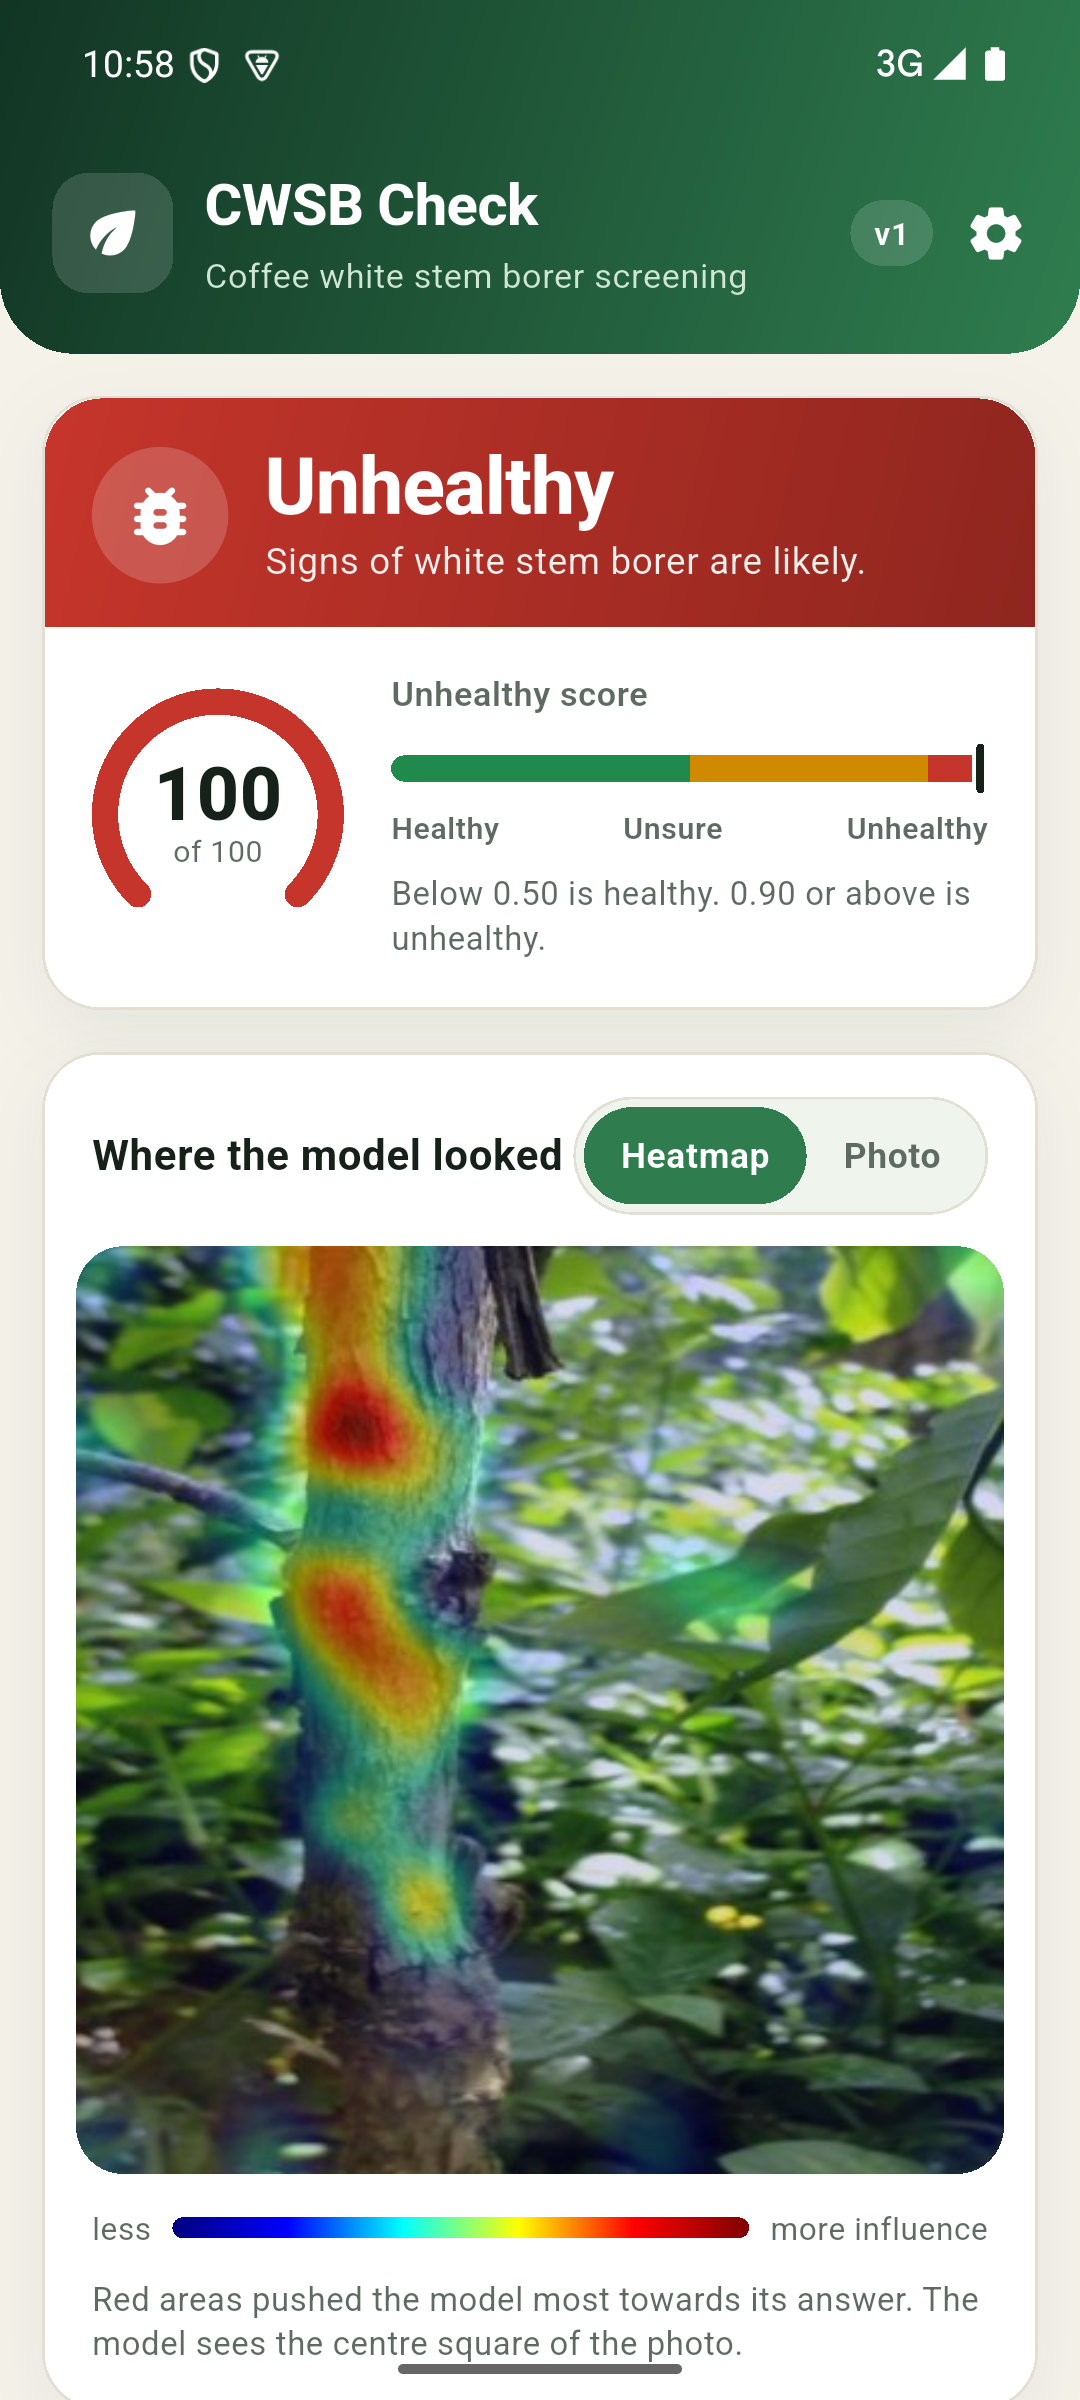 10:58
3G
CWSB Check
Coffee white stem borer screening
v1
Unhealthy
Signs of white stem borer are likely.
100
of 100
Unhealthy score
Healthy Unsure Unhealthy
Below 0.50 is healthy. 0.90 or above is
unhealthy.
Where the model looked
Heatmap Photo
less more influence
Red areas pushed the model most towards its answer. The
model sees the centre square of the photo.